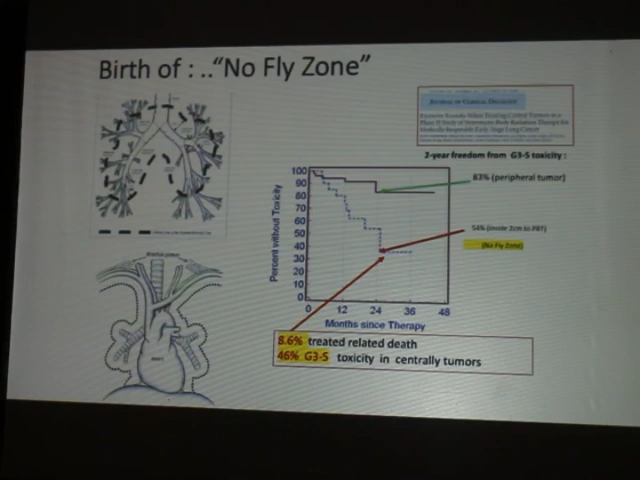 Birth of : .."No Fly Zone"
JOURNAL OF CLINICAL ONCOLOGY
Excessive Toxicity When Treating Central Tumors in a
Phase II Study of Stereotactic Body Radiation Therapy for
Medically Inoperable Early-Stage Lung Cancer
2-year freedom from G3-5 toxicity :
83% (peripheral tumor)
54% (inside 2cm to PBT)
(No Fly Zone)
Percent without Toxicity
100
90
80
70
60
50
40
30
20
10
0
0 12 24 36 48
Months since Therapy
8.6% treated related death
46% G3-5 toxicity in centrally tumors